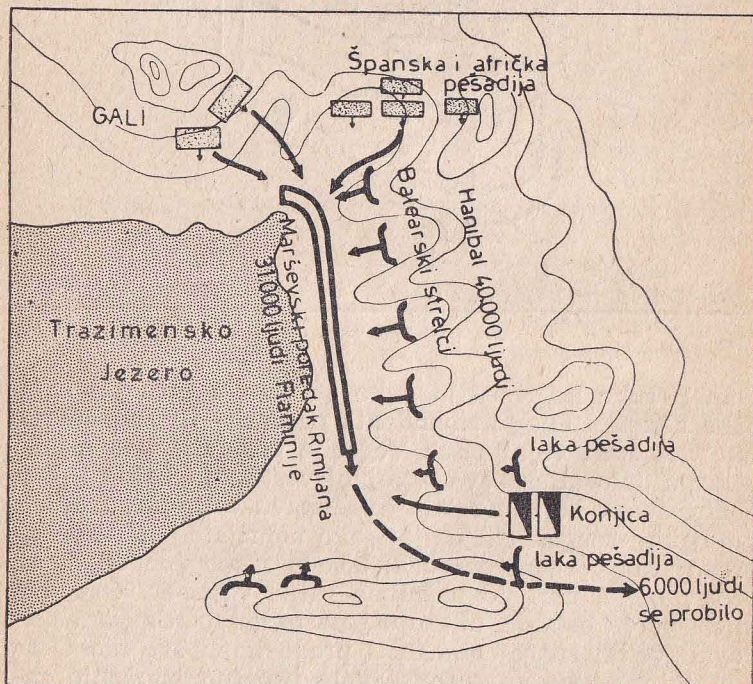 Španska i afrička
pešadija
GALI
Balearski strelci
Hanibal 40.000 ljudi
Marševski poredak Rimljana
31000 ljudi Flaminije
Trazimensko
Jezero
laka pešadija
Konjica
laka pešadija
6.000 ljudi
se probilo